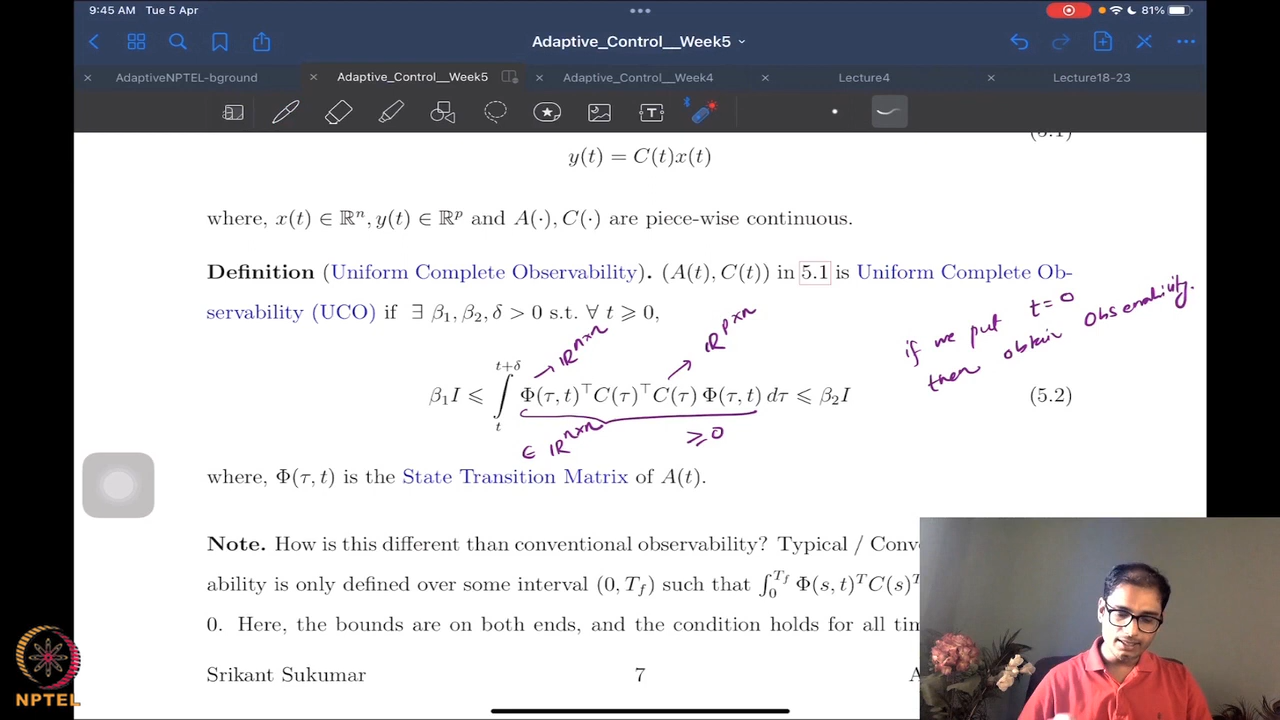 9:45 AM Tue 5 Apr
81%
Adaptive_Control__Week5
AdaptiveNPTEL-bground
Adaptive_Control__Week5
Adaptive_Control__Week4
Lecture4
Lecture18-23
(5.1)
y(t) = C(t)x(t)
where, x(t) ∈ ℝⁿ, y(t) ∈ ℝᵖ and A(·), C(·) are piece-wise continuous.
Definition (Uniform Complete Observability). (A(t), C(t)) in 5.1 is Uniform Complete Ob-
servability (UCO) if ∃ β₁, β₂, δ > 0 s.t. ∀ t ⩾ 0,
if we put t = 0
then obtain observability.
→ ℝⁿˣⁿ
→ ℝᵖˣⁿ
β₁I ⩽ ∫ₜᵗ⁺ᵟ Φ(τ, t)⊤C(τ)⊤C(τ) Φ(τ, t) dτ ⩽ β₂I (5.2)
∈ ℝⁿˣⁿ ⩾ 0
where, Φ(τ, t) is the State Transition Matrix of A(t).
Note. How is this different than conventional observability? Typical / Conv
ability is only defined over some interval (0, T_f) such that ∫₀^{T_f} Φ(s, t)ᵀC(s)ᵀ
0. Here, the bounds are on both ends, and the condition holds for all tim
Srikant Sukumar 7 A
NPTEL